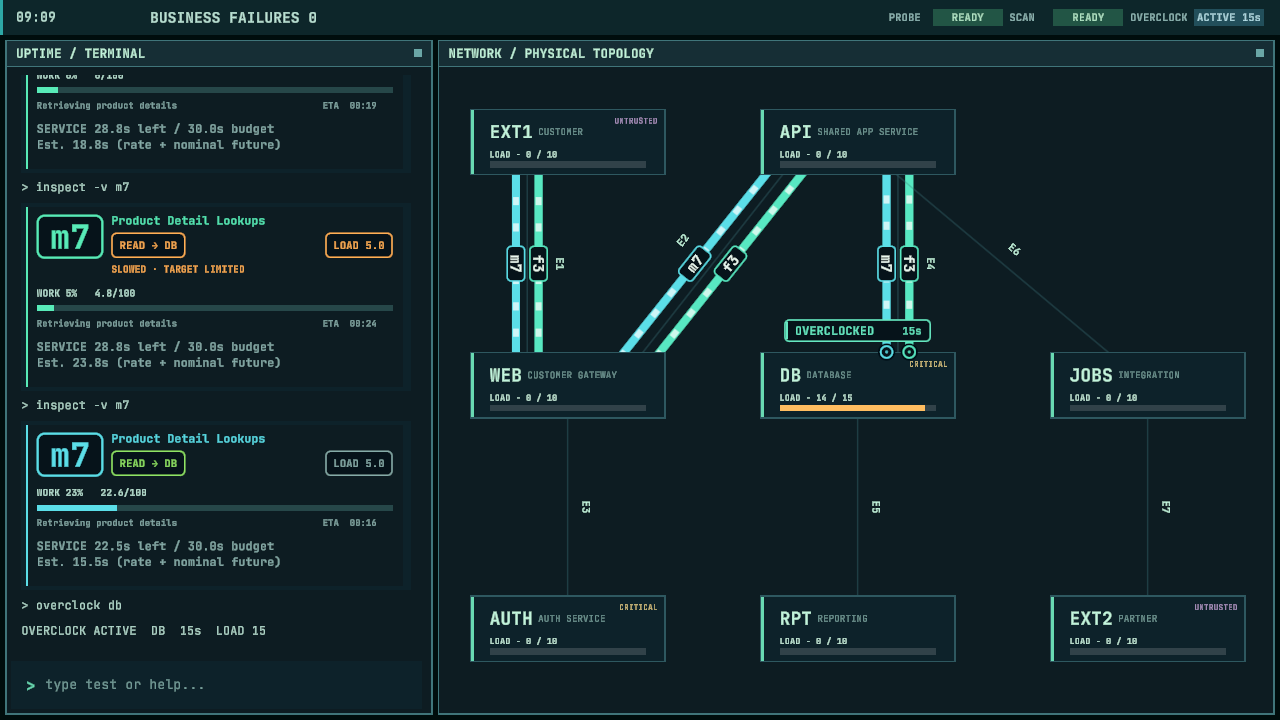 09:09 BUSINESS FAILURES 0 PROBE READY SCAN READY OVERCLOCK ACTIVE 15s
UPTIME / TERMINAL
WORK 6% 6/100
Retrieving product details ETA 00:19
SERVICE 28.8s left / 30.0s budget
Est. 18.8s (rate + nominal future)
> inspect -v m7
m7 Product Detail Lookups
READ → DB LOAD 5.0
SLOWED · TARGET LIMITED
WORK 5% 4.8/100
Retrieving product details ETA 00:24
SERVICE 28.6s left / 30.0s budget
Est. 23.8s (rate + nominal future)
> inspect -v m7
m7 Product Detail Lookups
READ → DB LOAD 5.0
WORK 23% 22.6/100
Retrieving product details ETA 00:16
SERVICE 22.5s left / 30.0s budget
Est. 15.5s (rate + nominal future)
> overclock db
OVERCLOCK ACTIVE DB 15s LOAD 15
> type test or help...
NETWORK / PHYSICAL TOPOLOGY
UNTRUSTED
EXT1 CUSTOMER
LOAD - 0 / 10
API SHARED APP SERVICE
LOAD - 0 / 10
m7 f3 E1
E2 m7 f3
m7 f3 E4
E6
OVERCLOCKED 15s
WEB CUSTOMER GATEWAY
LOAD - 0 / 10
CRITICAL
DB DATABASE
LOAD - 14 / 15
JOBS INTEGRATION
LOAD - 0 / 10
E3
E5
E7
CRITICAL
AUTH AUTH SERVICE
LOAD - 0 / 10
RPT REPORTING
LOAD - 0 / 10
UNTRUSTED
EXT2 PARTNER
LOAD - 0 / 10